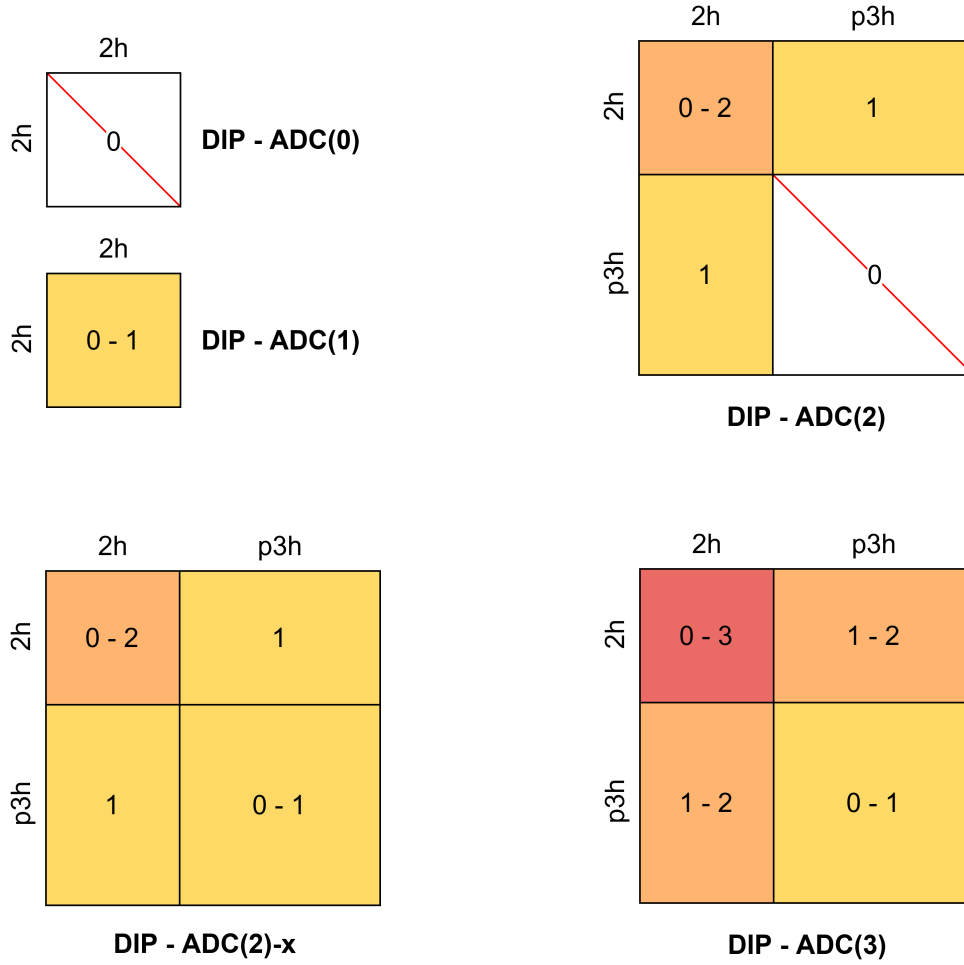 2h
2h
0
DIP - ADC(0)
2h
2h
0 - 1
DIP - ADC(1)
2h
p3h
2h
0 - 2
1
p3h
1
0
DIP - ADC(2)
2h
p3h
2h
0 - 2
1
p3h
1
0 - 1
DIP - ADC(2)-x
2h
p3h
2h
0 - 3
1 - 2
p3h
1 - 2
0 - 1
DIP - ADC(3)